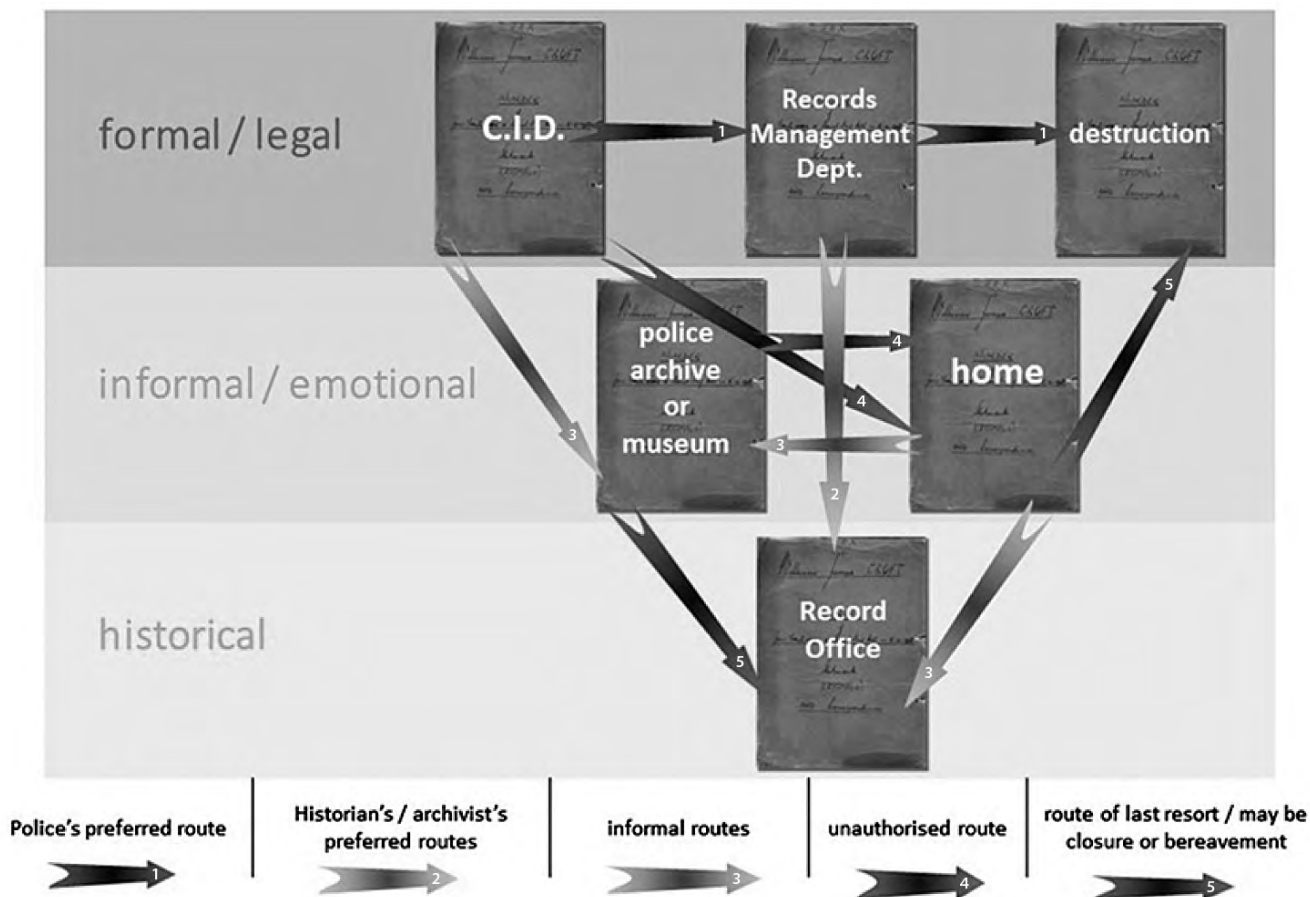 formal / legal
C.I.D.
1
Records
Management
Dept.
1
destruction
informal / emotional
police
archive
or
museum
4
4
home
5
3
3
2
historical
Record
Office
5
3
Police's preferred route
1
Historian's / archivist's
preferred routes
2
informal routes
3
unauthorised route
4
route of last resort / may be
closure or bereavement
5